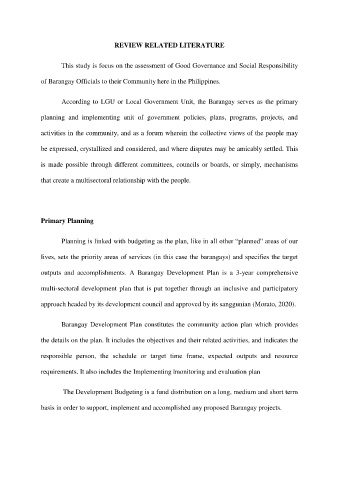 REVIEW RELATED LITERATURE
This study is focus on the assessment of Good Governance and Social Responsibility
of Barangay Officials to their Community here in the Philippines.
According to LGU or Local Government Unit, the Barangay serves as the primary
planning and implementing unit of government policies, plans, programs, projects, and
activities in the community, and as a forum wherein the collective views of the people may
be expressed, crystallized and considered, and where disputes may be amicably settled. This
is made possible through different committees, councils or boards, or simply, mechanisms
that create a multisectoral relationship with the people.
Primary Planning
Planning is linked with budgeting as the plan, like in all other “planned” areas of our
lives, sets the priority areas of services (in this case the barangays) and specifies the target
outputs and accomplishments. A Barangay Development Plan is a 3-year comprehensive
multi-sectoral development plan that is put together through an inclusive and participatory
approach headed by its development council and approved by its sanggunian (Morato, 2020).
Barangay Development Plan constitutes the community action plan which provides
the details on the plan. It includes the objectives and their related activities, and indicates the
responsible person, the schedule or target time frame, expected outputs and resource
requirements. It also includes the Implementing lmonitoring and evaluation plan
The Development Budgeting is a fund distribution on a long, medium and short term
basis in order to support, implement and accomplish any proposed Barangay projects.